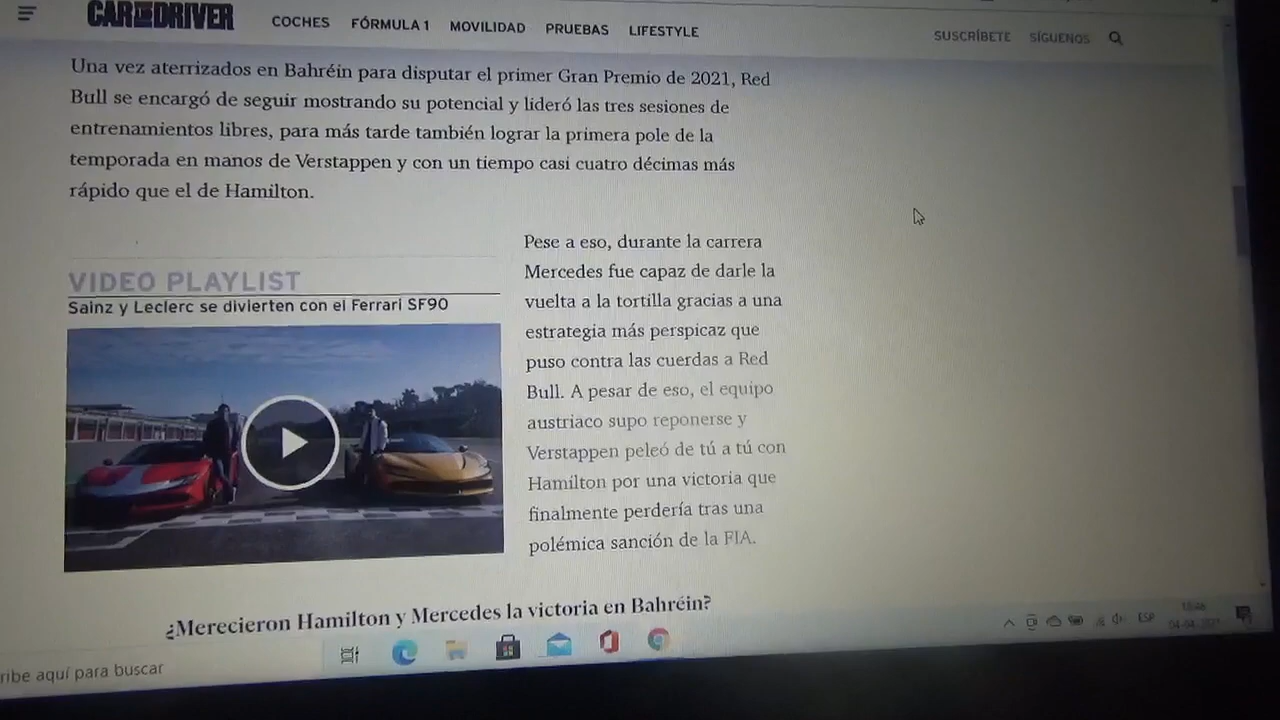 CAR AND DRIVER
COCHES FÓRMULA 1 MOVILIDAD PRUEBAS LIFESTYLE
SUSCRÍBETE SÍGUENOS
Una vez aterrizados en Bahréin para disputar el primer Gran Premio de 2021, Red
Bull se encargó de seguir mostrando su potencial y lideró las tres sesiones de
entrenamientos libres, para más tarde también lograr la primera pole de la
temporada en manos de Verstappen y con un tiempo casi cuatro décimas más
rápido que el de Hamilton.
VIDEO PLAYLIST
Sainz y Leclerc se divierten con el Ferrari SF90
Pese a eso, durante la carrera
Mercedes fue capaz de darle la
vuelta a la tortilla gracias a una
estrategia más perspicaz que
puso contra las cuerdas a Red
Bull. A pesar de eso, el equipo
austriaco supo reponerse y
Verstappen peleó de tú a tú con
Hamilton por una victoria que
finalmente perdería tras una
polémica sanción de la FIA.
¿Merecieron Hamilton y Mercedes la victoria en Bahréin?
ribe aquí para buscar
ESP